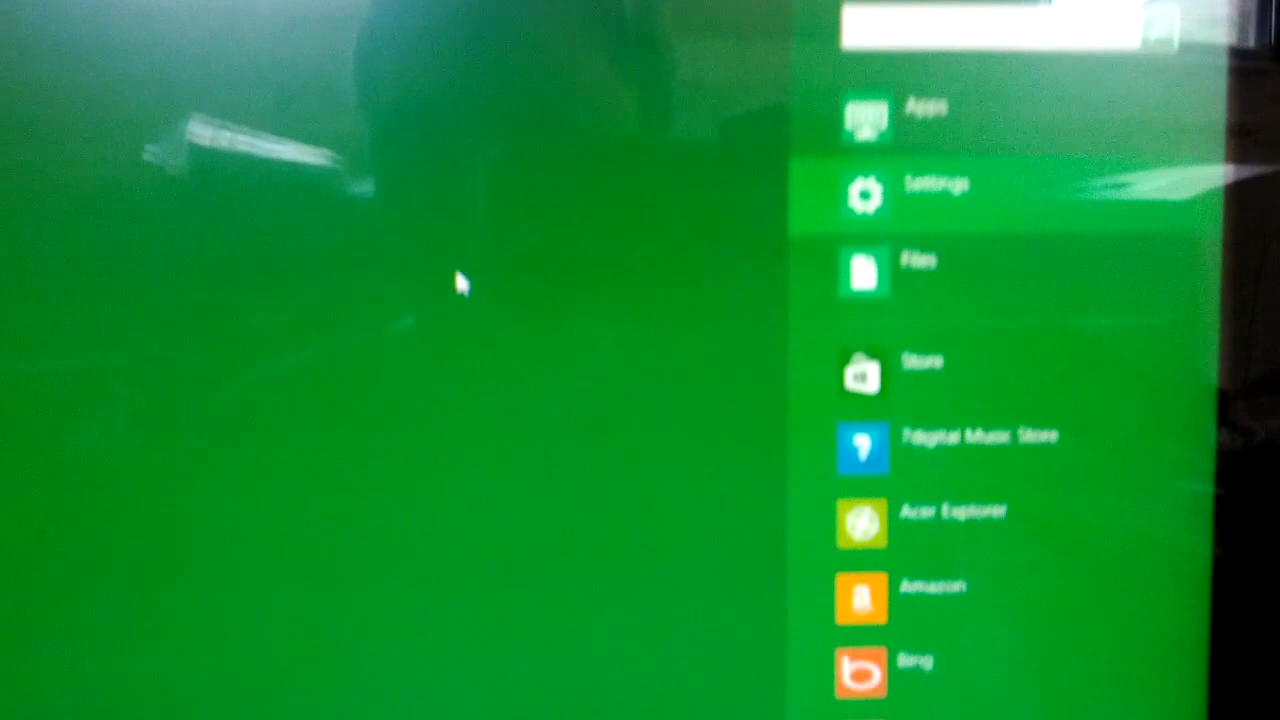 Apps
Settings
Files
Store
7digital Music Store
Acer Explorer
Amazon
Bing